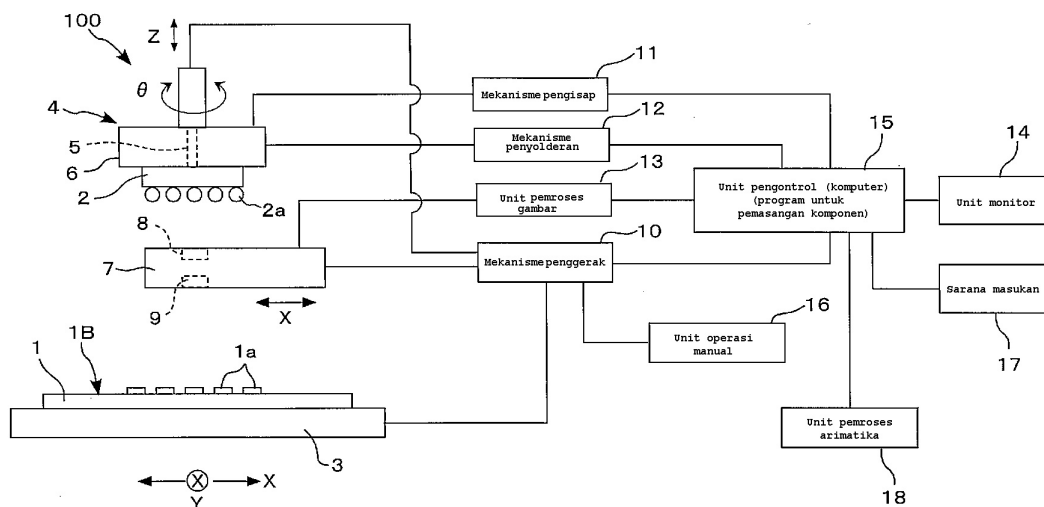 100
Z
θ
4
5
6
2
2a
11
Mekanisme pengisap
12
Mekanisme
penyolderan
13
Unit pemroses
gambar
15
Unit pengontrol (komputer)
(program untuk
pemasangan komponen)
14
Unit monitor
8
7
9
X
10
Mekanisme penggerak
16
Unit operasi
manual
Sarana masukan
17
1
1B
1a
3
X
X
Y
Unit pemroses
arimatika
18